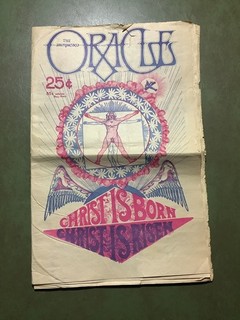 THE
ORACLE
25¢
CHRIST IS BORN
CHRIST IS RISEN